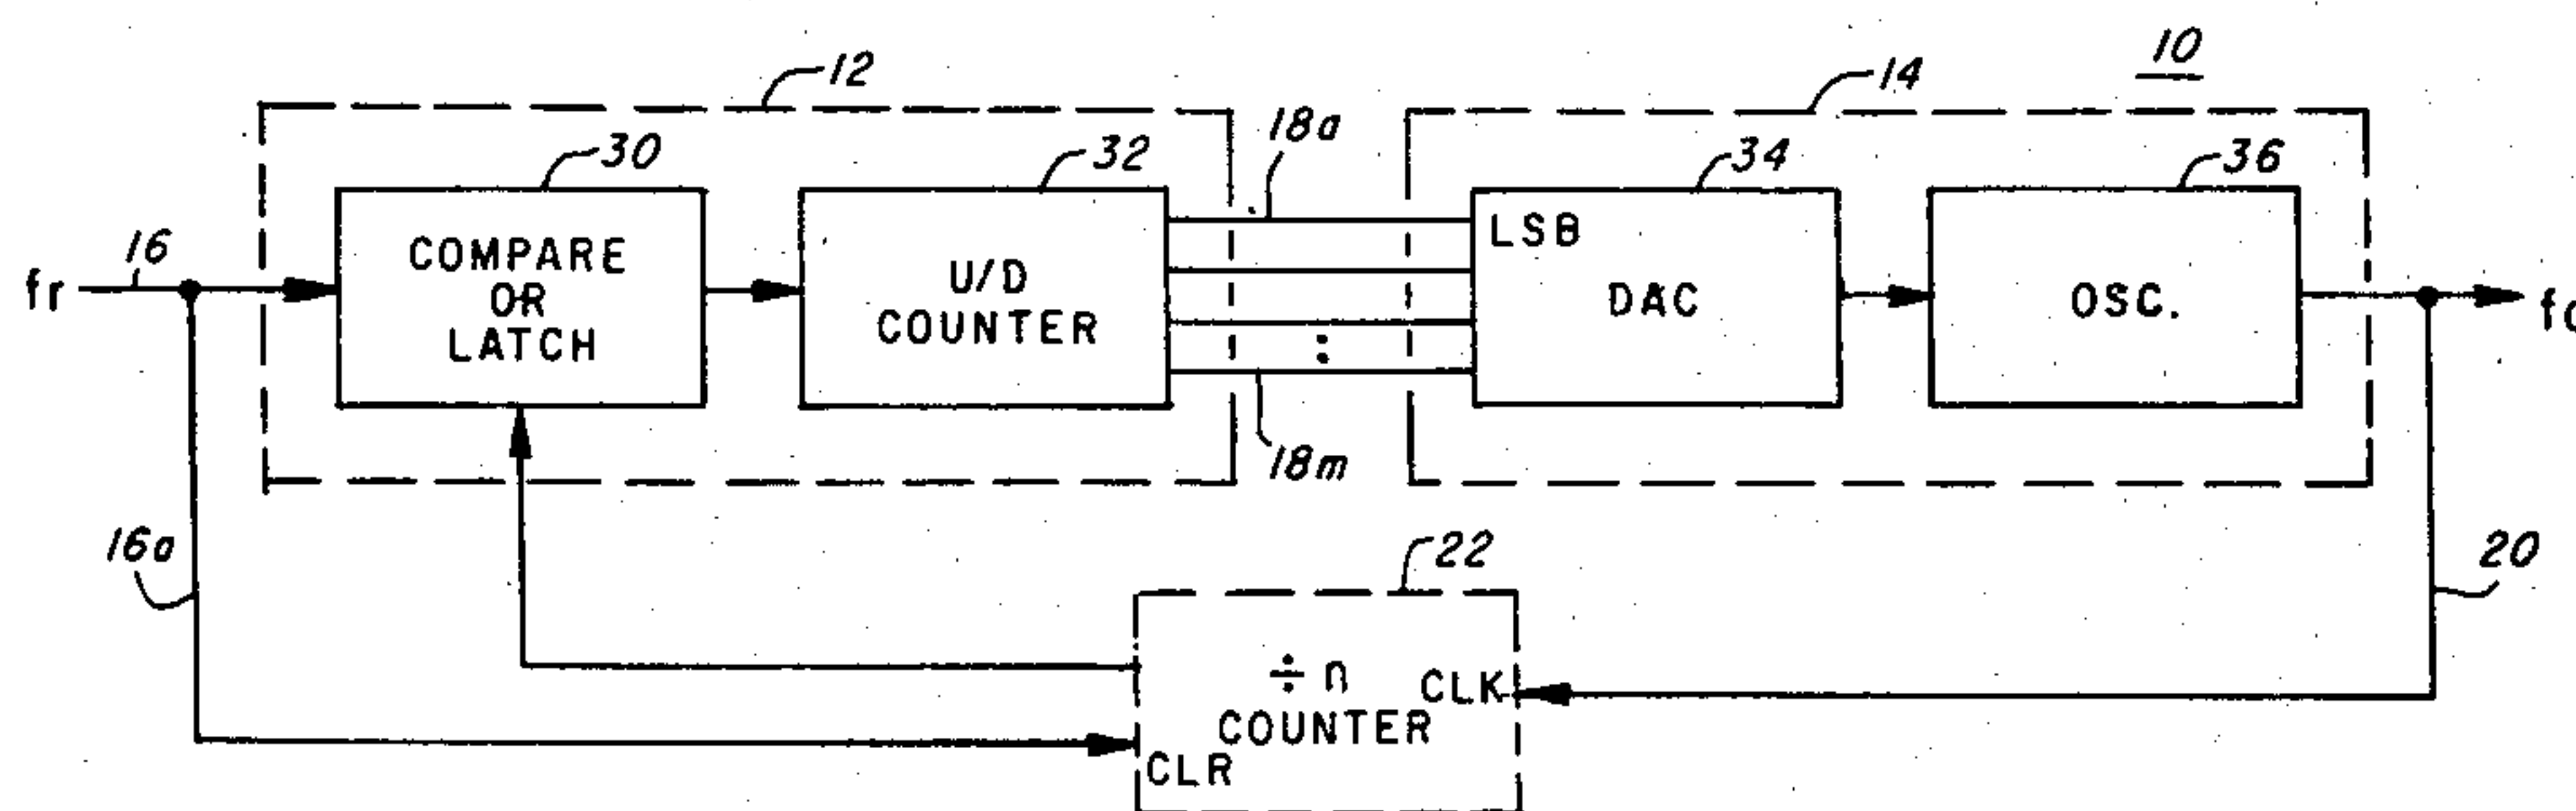 10
12
14
18a
30
32
34
36
16
fr
COMPARE
OR
LATCH
U/D
COUNTER
LSB
DAC
OSC.
:
18m
16a
22
20
÷ n
CLK
COUNTER
CLR